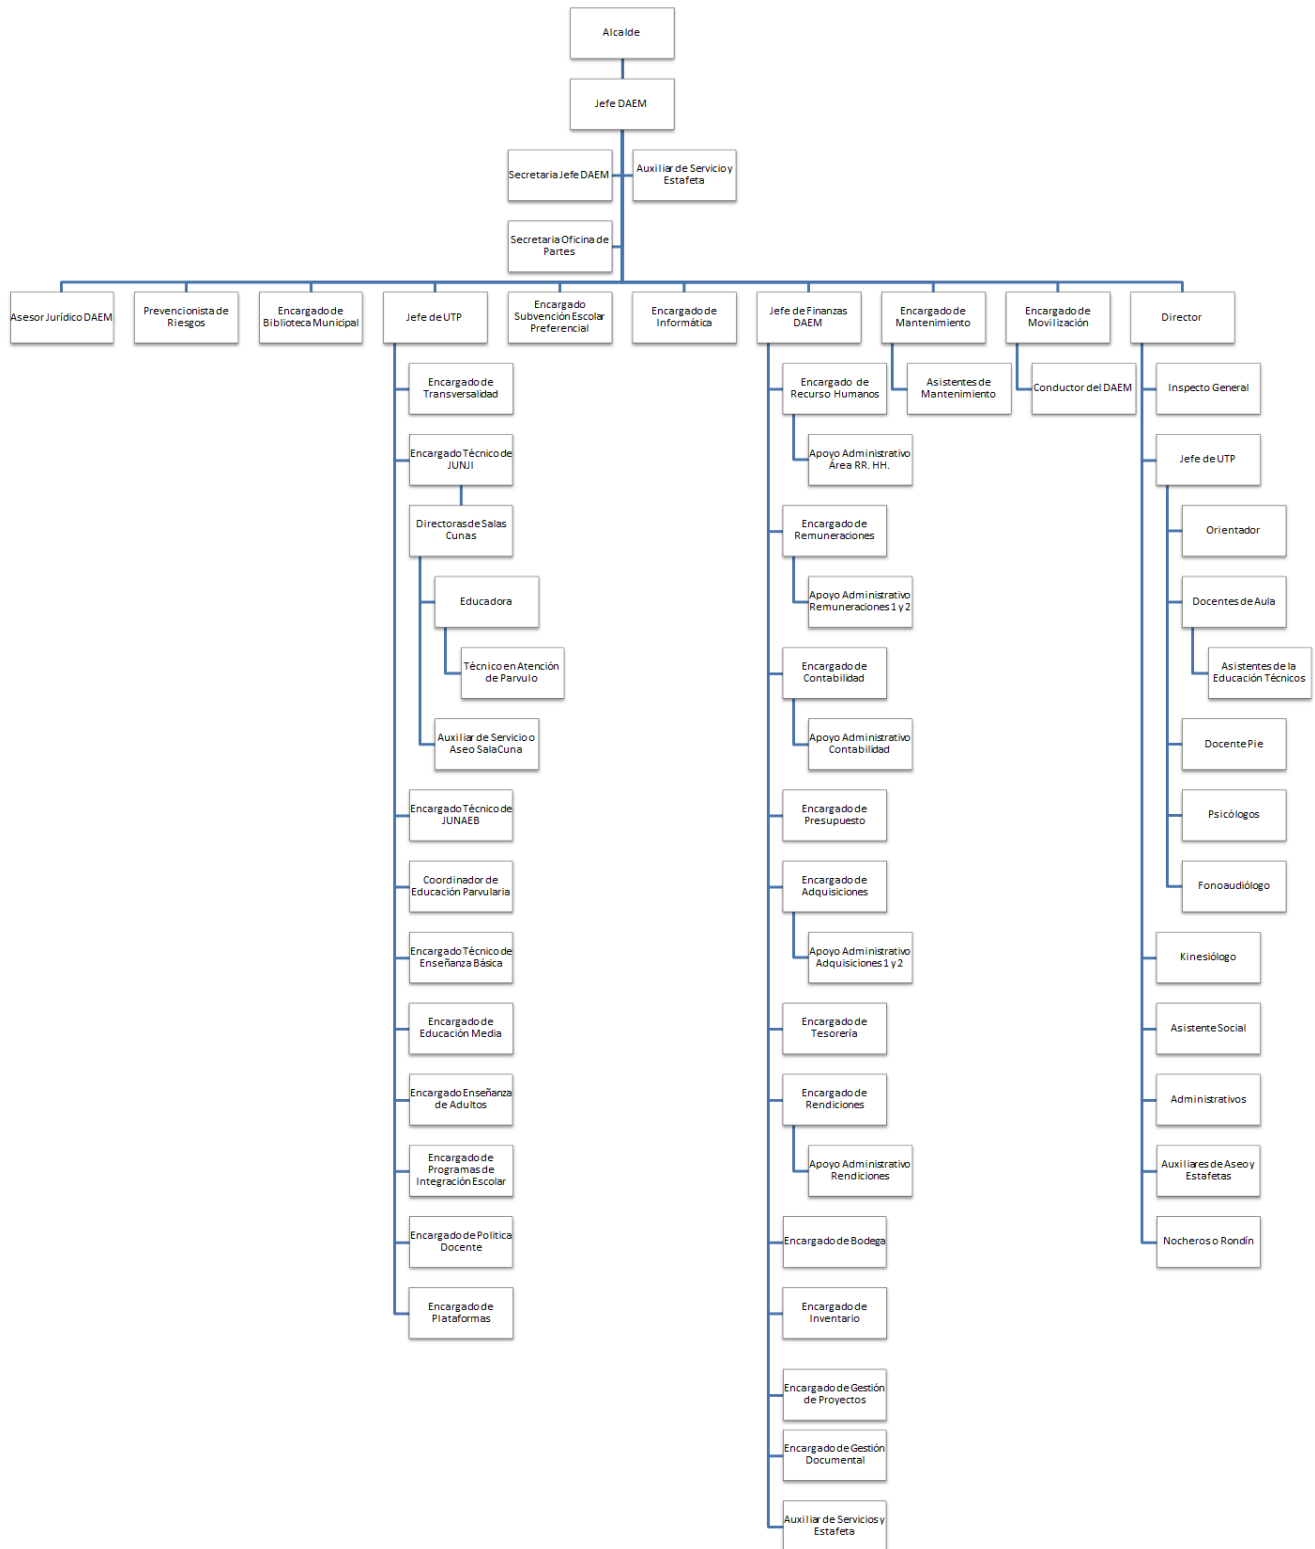 Alcalde
Jefe DAEM
Secretaria Jefe DAEM
Auxiliar de Servicio y
Estafeta
Secretaria Oficina de
Partes
Asesor Jurídico DAEM
Prevencionista de
Riesgos
Encargado de
Biblioteca Municipal
Jefe de UTP
Encargado
Subvención Escolar
Preferencial
Encargado de
Informática
Jefe de Finanzas
DAEM
Encargado de
Mantenimiento
Encargado de
Movilización
Director
Encargado de
Transversalidad
Encargado Técnico de
JUNJI
Directoras de Salas
Cunas
Educadora
Técnico en Atención
de Parvulo
Auxiliar de Servicio o
Aseo SalaCuna
Encargado Técnico de
JUNAEB
Coordinador de
Educación Parvularia
Encargado Técnico de
Enseñanza Básica
Encargado de
Educación Media
Encargado Enseñanza
de Adultos
Encargado de
Programas de
Integración Escolar
Encargado de Politica
Docente
Encargado de
Plataformas
Encargado de
Recurso Humanos
Apoyo Administrativo
Área RR. HH.
Encargado de
Remuneraciones
Apoyo Administrativo
Remuneraciones 1 y 2
Encargado de
Contabilidad
Apoyo Administrativo
Contabilidad
Encargado de
Presupuesto
Encargado de
Adquisiciones
Apoyo Administrativo
Adquisiciones 1 y 2
Encargado de
Tesorería
Encargado de
Rendiciones
Apoyo Administrativo
Rendiciones
Encargado de Bodega
Encargado de
Inventario
Encargado de Gestión
de Proyectos
Encargado de Gestión
Documental
Auxiliar de Servicios y
Estafeta
Asistentes de
Mantenimiento
Conductor del DAEM
Inspecto General
Jefe de UTP
Orientador
Docentes de Aula
Asistentes de la
Educación Técnicos
Docente Pie
Psicólogos
Fonoaudiólogo
Kinesiólogo
Asistente Social
Administrativos
Auxiliares de Aseo y
Estafetas
Nocheros o Rondín